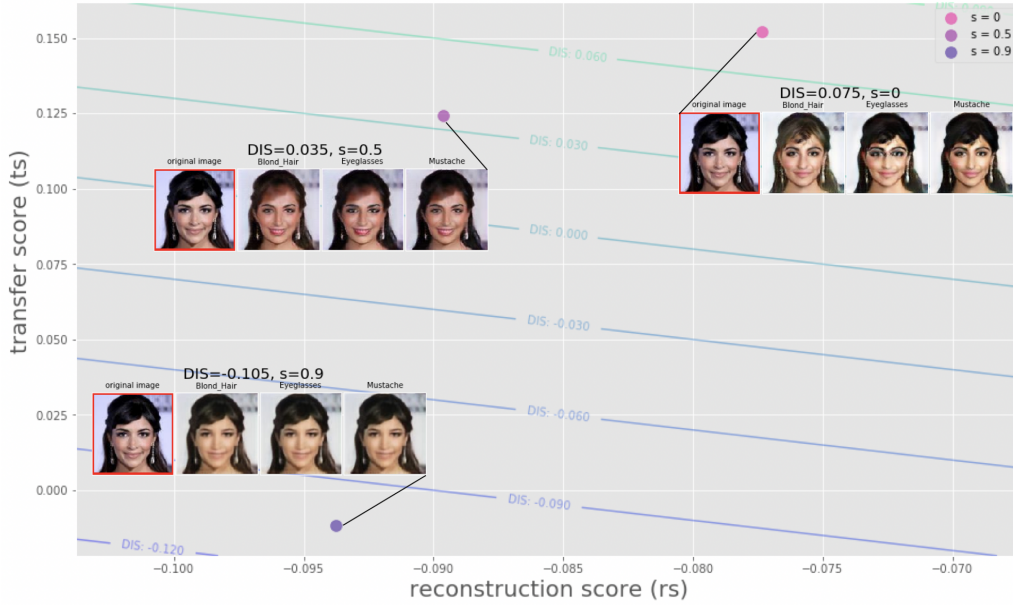 transfer score (ts)
0.150
0.125
0.100
0.075
0.050
0.025
0.000
DIS: 0.060
DIS: 0.030
DIS: 0.000
DIS: -0.030
DIS: -0.060
DIS: -0.090
DIS: -0.120
s = 0
s = 0.5
s = 0.9
DIS=0.075, s=0
original image Blond_Hair Eyeglasses Mustache
DIS=0.035, s=0.5
original image Blond_Hair Eyeglasses Mustache
DIS=-0.105, s=0.9
original image Blond_Hair Eyeglasses Mustache
−0.100 −0.095 −0.090 −0.085 −0.080 −0.075 −0.070
reconstruction score (rs)